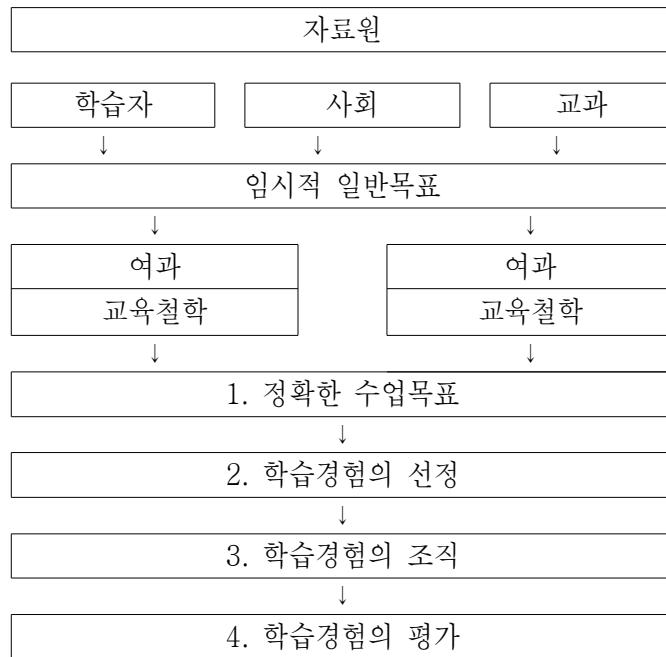 자료원
학습자 사회 교과
↓ ↓ ↓
임시적 일반목표
↓ ↓
여과 여과
교육철학 교육철학
↓ ↓
1. 정확한 수업목표
↓
2. 학습경험의 선정
↓
3. 학습경험의 조직
↓
4. 학습경험의 평가